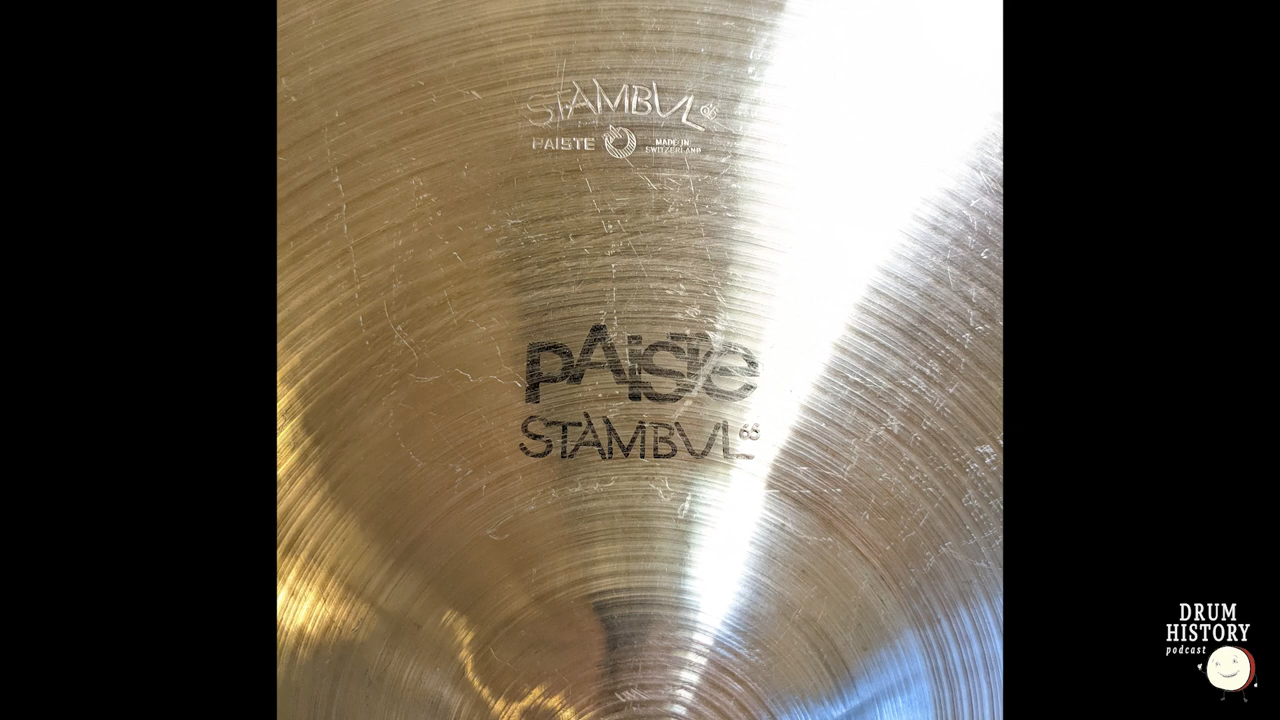 STAMBUL 65
PAISTE MADE IN SWITZERLAND
PAiSTe
STAMBUL 65
DRUM
HISTORY
podcast